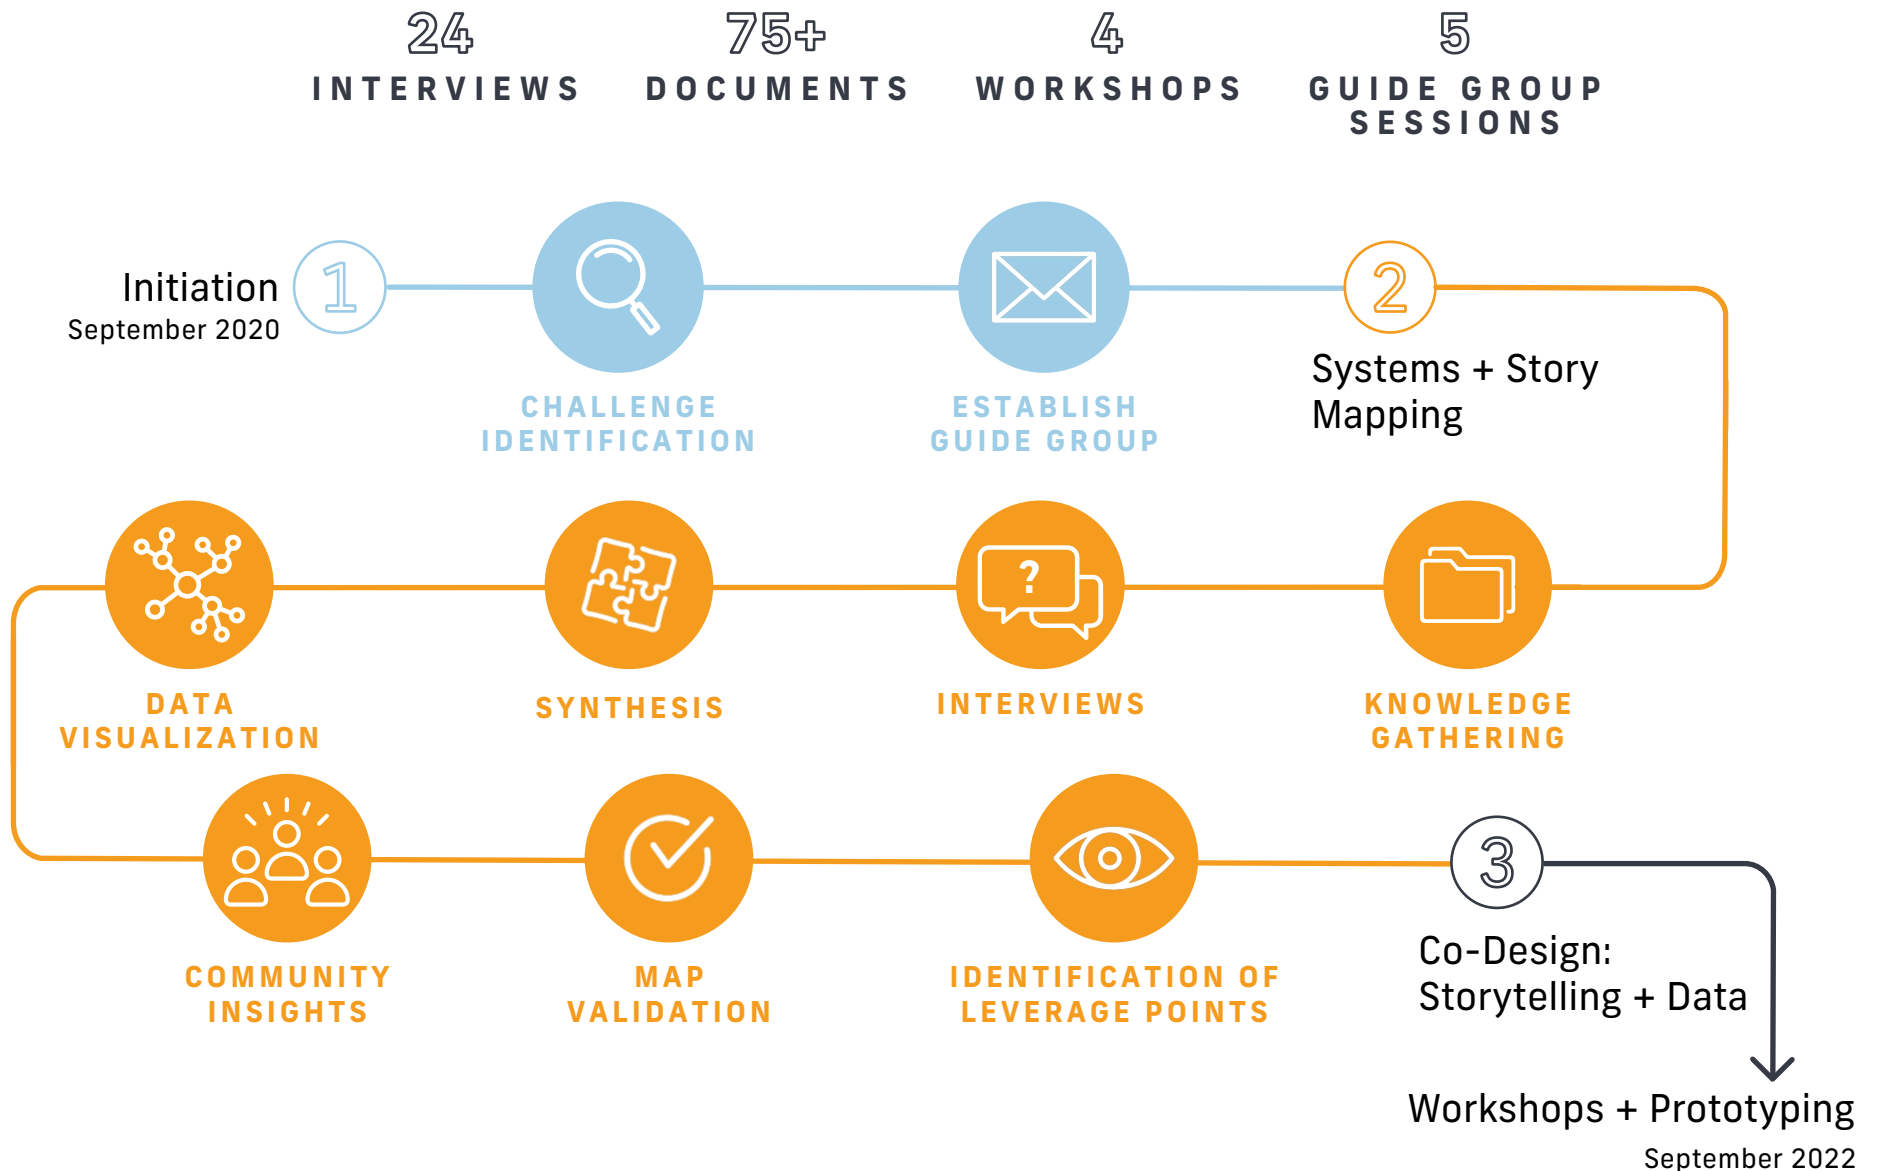 24
INTERVIEWS
75+
DOCUMENTS
4
WORKSHOPS
5
GUIDE GROUP
SESSIONS
Initiation
September 2020
1
CHALLENGE
IDENTIFICATION
ESTABLISH
GUIDE GROUP
2
Systems + Story
Mapping
KNOWLEDGE
GATHERING
?
INTERVIEWS
SYNTHESIS
DATA
VISUALIZATION
COMMUNITY
INSIGHTS
MAP
VALIDATION
IDENTIFICATION OF
LEVERAGE POINTS
3
Co-Design:
Storytelling + Data
Workshops + Prototyping
September 2022